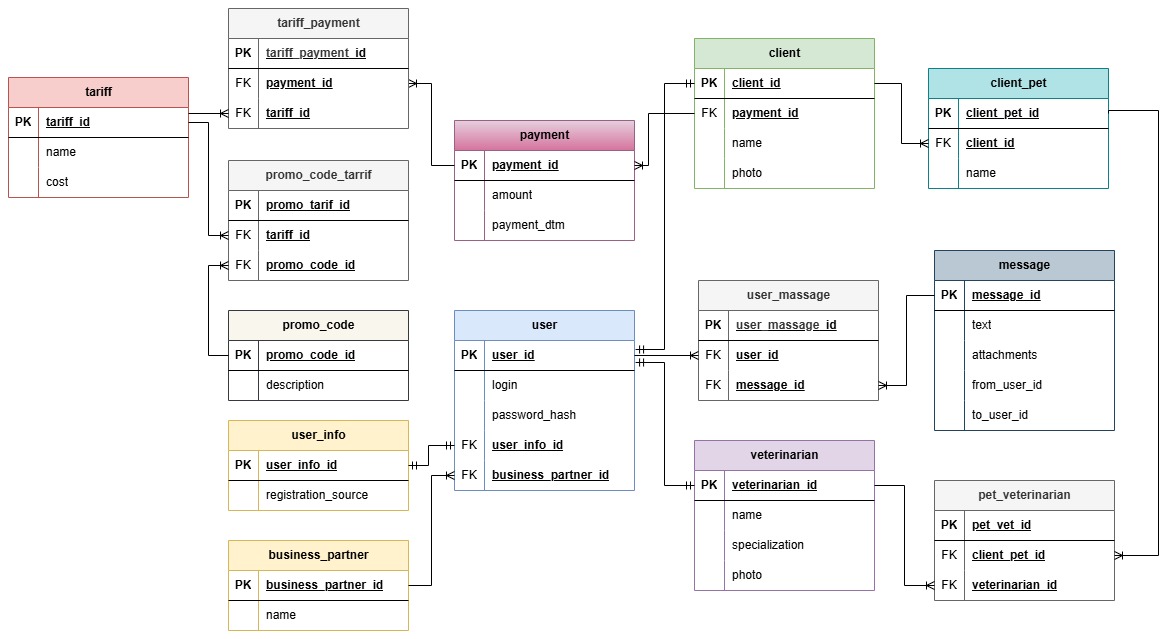 tariff_payment
PK tariff_payment_id
FK payment_id
FK tariff_id
tariff
PK tariff_id
name
cost
promo_code_tarrif
PK promo_tarif_id
FK tariff_id
FK promo_code_id
promo_code
PK promo_code_id
description
user_info
PK user_info_id
registration_source
business_partner
PK business_partner_id
name
payment
PK payment_id
amount
payment_dtm
user
PK user_id
login
password_hash
FK user_info_id
FK business_partner_id
client
PK client_id
FK payment_id
name
photo
user_massage
PK user_massage_id
FK user_id
FK message_id
veterinarian
PK veterinarian_id
name
specialization
photo
client_pet
PK client_pet_id
FK client_id
name
message
PK message_id
text
attachments
from_user_id
to_user_id
pet_veterinarian
PK pet_vet_id
FK client_pet_id
FK veterinarian_id